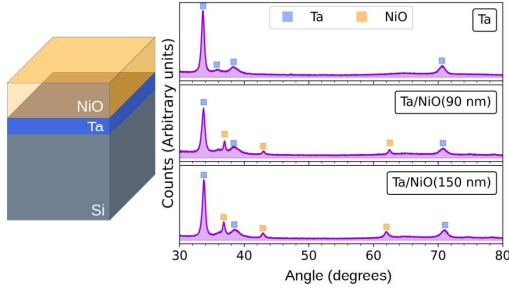 NiO
Ta
Si
Counts (Arbitrary units)
Ta NiO
Ta
Ta/NiO(90 nm)
Ta/NiO(150 nm)
30 40 50 60 70 80
Angle (degrees)